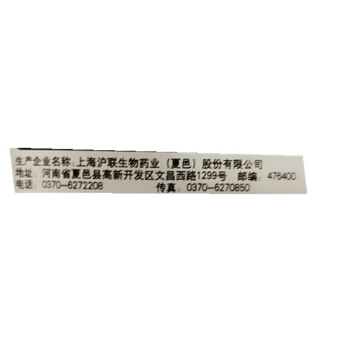 生产企业名称:上海沪联生物药业（夏邑）股份有限公司
地址: 河南省夏邑县高新开发区文昌西路1299号 邮编: 476400
电话: 0370-6272208 传真: 0370-6270850